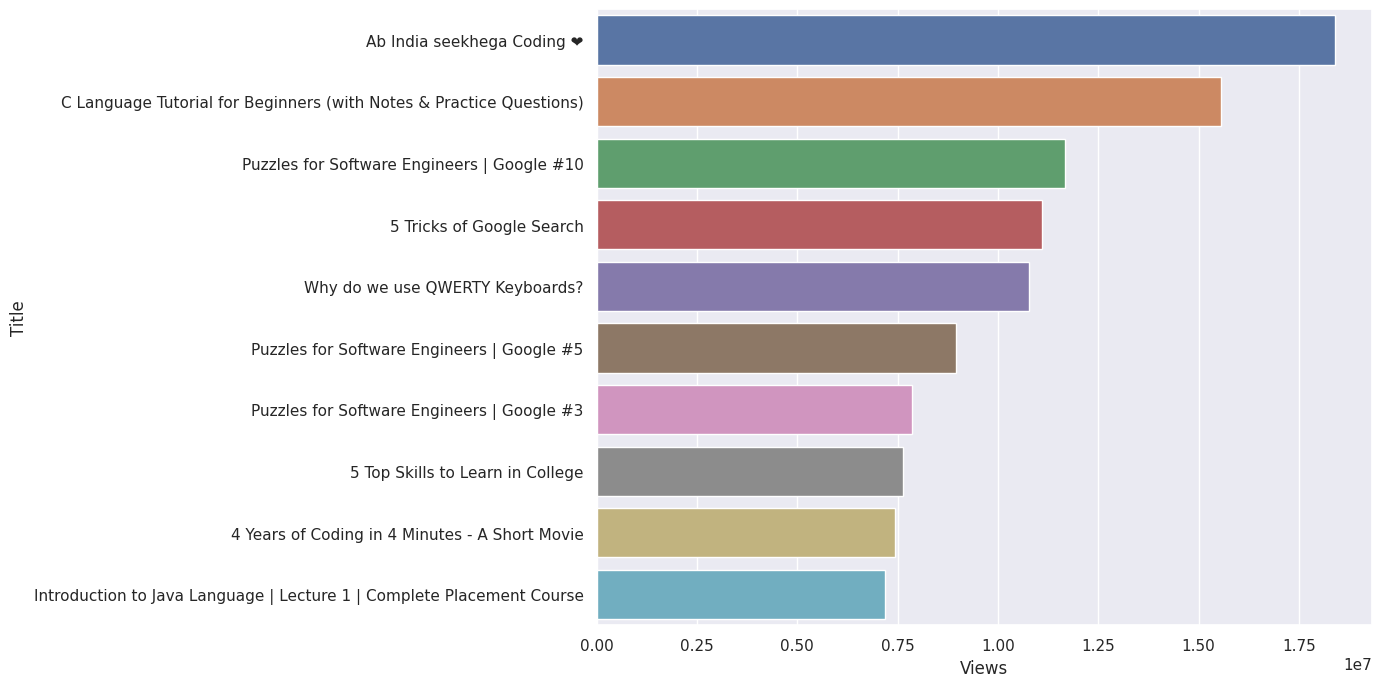 Ab India seekhega Coding ❤
C Language Tutorial for Beginners (with Notes & Practice Questions)
Puzzles for Software Engineers | Google #10
5 Tricks of Google Search
Why do we use QWERTY Keyboards?
Title
Puzzles for Software Engineers | Google #5
Puzzles for Software Engineers | Google #3
5 Top Skills to Learn in College
4 Years of Coding in 4 Minutes - A Short Movie
Introduction to Java Language | Lecture 1 | Complete Placement Course
0.00 0.25 0.50 0.75 1.00 1.25 1.50 1.75
1e7
Views